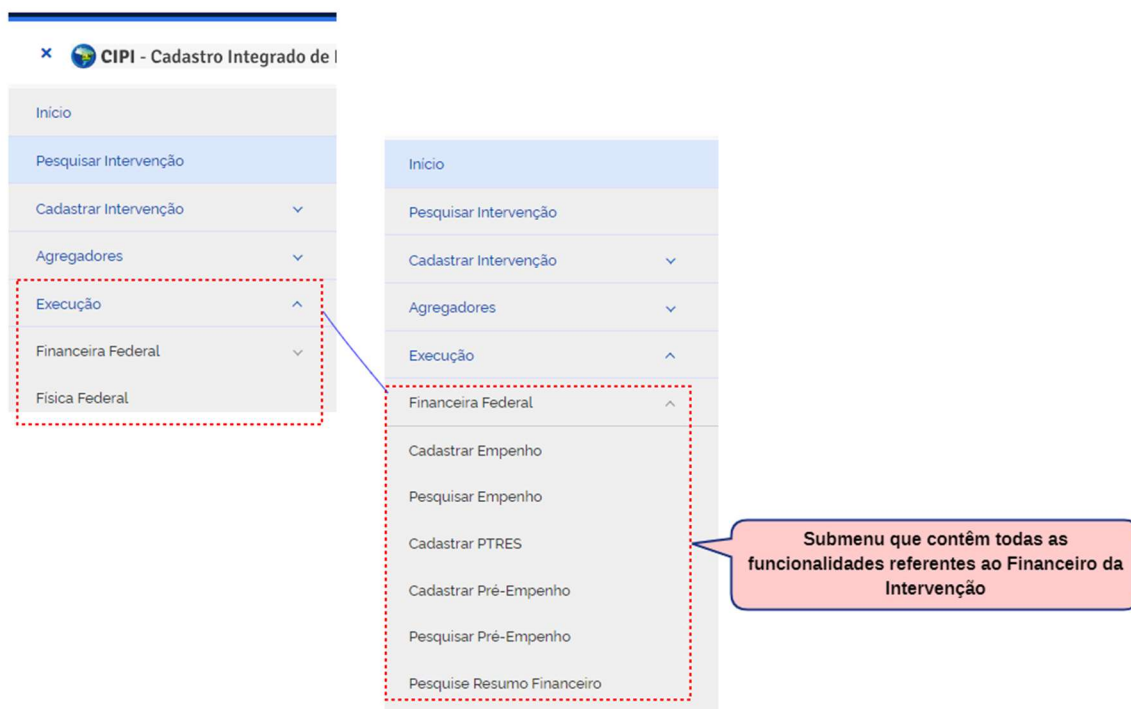 CIPI - Cadastro Integrado de
Início
Pesquisar Intervenção
Cadastrar Intervenção
Agregadores
Execução
Financeira Federal
Física Federal
Início
Pesquisar Intervenção
Cadastrar Intervenção
Agregadores
Execução
Financeira Federal
Cadastrar Empenho
Pesquisar Empenho
Cadastrar PTRES
Cadastrar Pré-Empenho
Pesquisar Pré-Empenho
Pesquise Resumo Financeiro
Submenu que contêm todas as
funcionalidades referentes ao Financeiro da
Intervenção